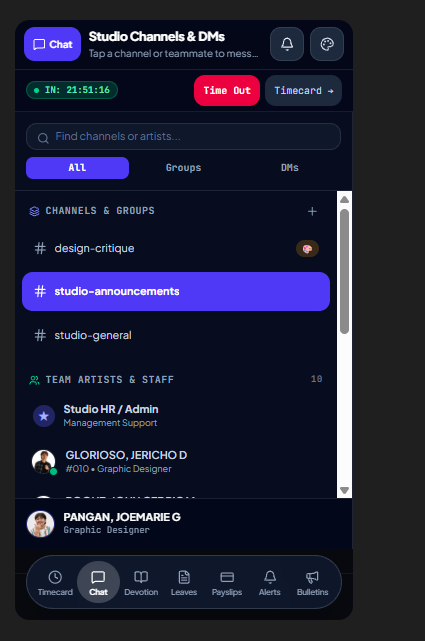 Chat
Studio Channels & DMs
Tap a channel or teammate to mess...
IN: 21:51:16
Time Out
Timecard →
Find channels or artists...
All
Groups
DMs
CHANNELS & GROUPS
+
# design-critique
# studio-announcements
# studio-general
TEAM ARTISTS & STAFF
10
Studio HR / Admin
Management Support
GLORIOSO, JERICHO D
#010 • Graphic Designer
PANGAN, JOEMARIE G
Graphic Designer
Timecard
Chat
Devotion
Leaves
Payslips
Alerts
Bulletins